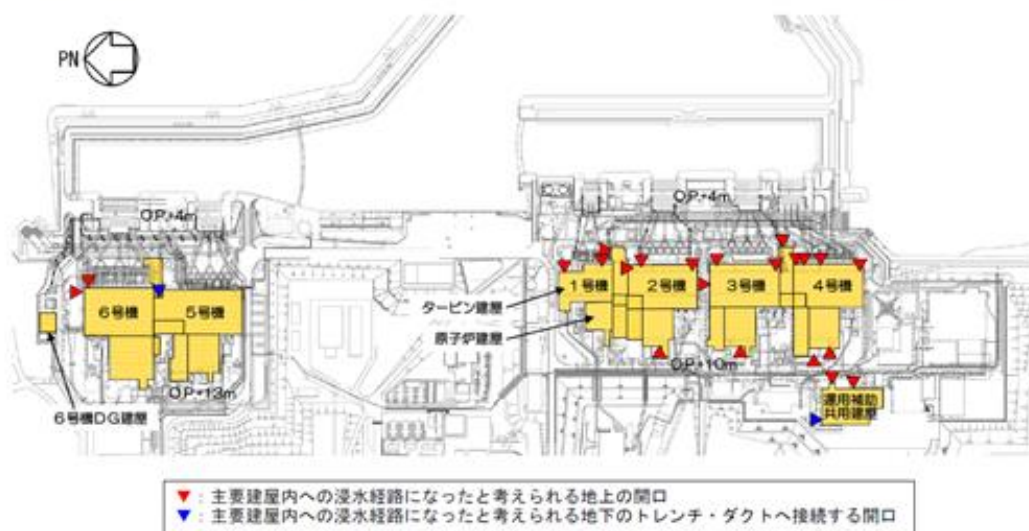 PN
O.P.+4m
O.P.+4m
6号機
5号機
1号機
2号機
3号機
4号機
タービン建屋
原子炉建屋
O.P.+13m
O.P.+10m
6号機DG建屋
運用補助
共用建屋
▼：主要建屋内への浸水経路になったと考えられる地上の開口
▼：主要建屋内への浸水経路になったと考えられる地下のトレンチ・ダクトへ接続する開口